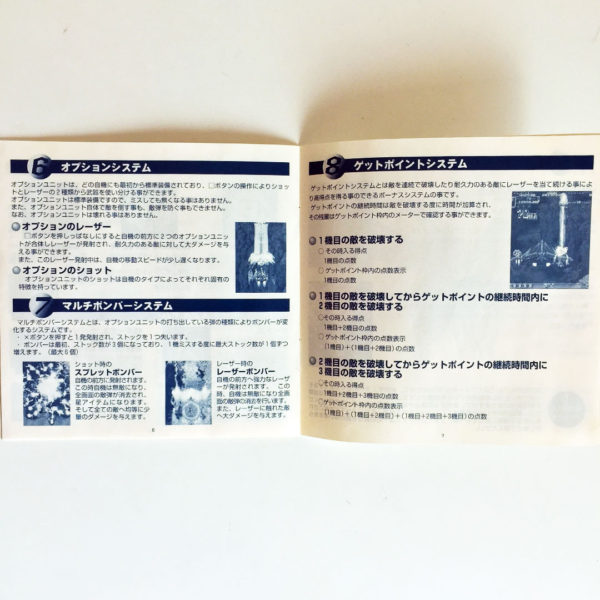 6 オプションシステム
オプションユニットは、どの自機にも最初から標準装備されており、□ボタンの操作によりショッ
トとレーザーの2種類から武器を使い分ける事ができます。
オプションユニットは標準装備ですので、ミスしても無くなる事はありません。
また、オプションユニット自体で敵を倒す事も、敵弾を防ぐ事もできません。
なお、オプションユニットは壊れる事はありません。
オプションのレーザー
□ボタンを押しっぱなしにすると自機の前方に2つのオプションユニッ
トが合体しレーザーが発射され、耐久力のある敵に対して大ダメージを与
える事ができます。
また、このレーザー発射中は、自機の移動スピードが少し遅くなります。
オプションのショット
オプションユニットのショットは自機のタイプによってそれぞれ固有の
特徴を持っています。
7 マルチボンバーシステム
マルチボンバーシステムとは、オプションユニットの打ち出している弾の種類によりボンバーが変
化するシステムです。
・×ボタンを押すと1発発射され、ストックを1つ失います。
・ボンバーは最初、ストック数が3個になっており、1機ミスする度に最大ストック数が1個ずつ
増えます。（最大6個）
ショット時の
スプレットボンバー
自機の前方に発射されます。
この時自機は無敵になり、
全画面の敵弾が消去され、
星アイテムになります。
そして全ての敵へ均等に少
量のダメージを与えます。
レーザー時の
レーザーボンバー
自機の前方へ強力なレーザー
が発射されます。 この
時、自機は無敵になり全画
面の敵弾の消去を行います。
また、レーザーに触れた敵
へ大ダメージを与えます。
6
8 ゲットポイントシステム
ゲットポイントシステムとは敵を連続で破壊したり耐久力のある敵にレーザーを当て続ける事によ
り高得点を得る事のできるボーナスシステムの事です。
ゲットポイントの継続時間は敵を破壊する度に時間が加算され、
その残量はゲットポイント枠内のメーターで確認する事ができます。
1機目の敵を破壊する
○その時入る得点
1機目の点数
○ゲットポイント枠内の点数表示
1機目の点数
1機目の敵を破壊してからゲットポイントの継続時間内に
2機目の敵を破壊する
○その時入る得点
1機目+2機目の点数
○ゲットポイント枠内の点数表示
(1機目)+(1機目+2機目)の点数
2機目の敵を破壊してからゲットポイントの継続時間内に
3機目の敵を破壊する
○その時入る得点
1機目+2機目+3機目の点数
○ゲットポイント枠内の点数表示
(1機目)+(1機目+2機目)+(1機目+2機目+3機目)の点数
7